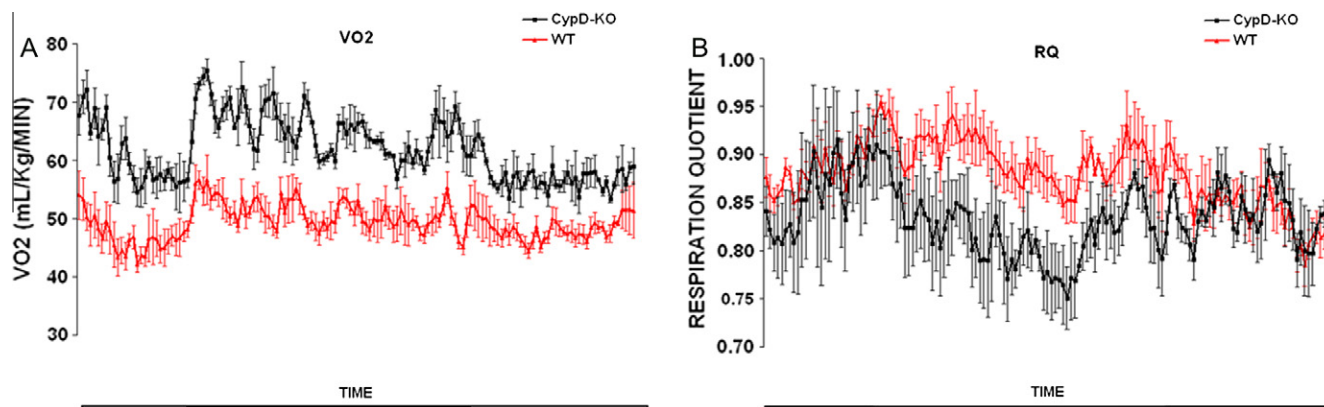 A
VO2
CypD-KO
WT
VO2 (mL/Kg/MIN)
80
70
60
50
40
30
TIME
B
RQ
CypD-KO
WT
RESPIRATION QUOTIENT
1.00
0.95
0.90
0.85
0.80
0.75
0.70
TIME